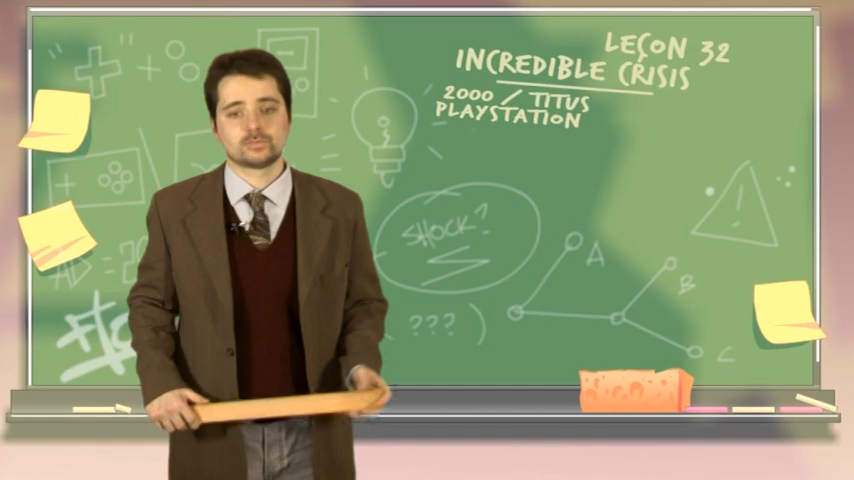 LEÇON 32
INCREDIBLE CRISIS
2000 / TITUS
PLAYSTATION
SHOCK?
A
B
???)
C